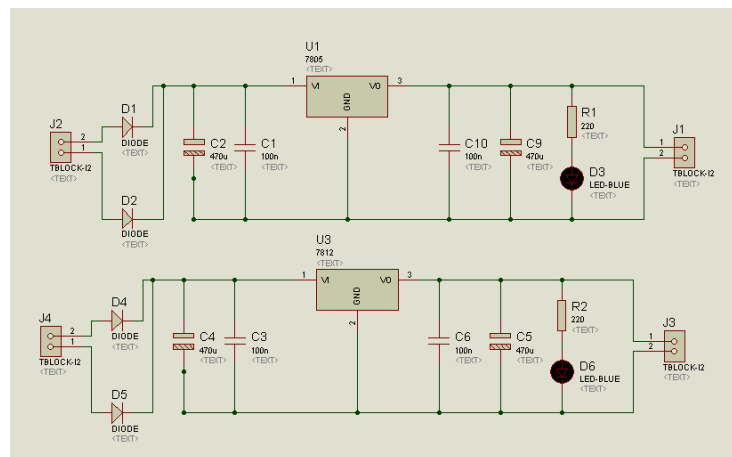 U1
7805
<TEXT>
1 VI VO 3
GND
2
D1
DIODE
<TEXT>
J2
2
1
TBLOCK-I2
<TEXT>
D2
DIODE
<TEXT>
C2
470u
<TEXT>
C1
100n
<TEXT>
C10
100n
<TEXT>
C9
470u
<TEXT>
R1
220
<TEXT>
D3
LED-BLUE
<TEXT>
J1
1
2
TBLOCK-I2
<TEXT>
U3
7812
<TEXT>
1 VI VO 3
GND
2
D4
DIODE
<TEXT>
J4
2
1
TBLOCK-I2
<TEXT>
D5
DIODE
<TEXT>
C4
470u
<TEXT>
C3
100n
<TEXT>
C6
100n
<TEXT>
C5
470u
<TEXT>
R2
220
<TEXT>
D6
LED-BLUE
<TEXT>
J3
1
2
TBLOCK-I2
<TEXT>